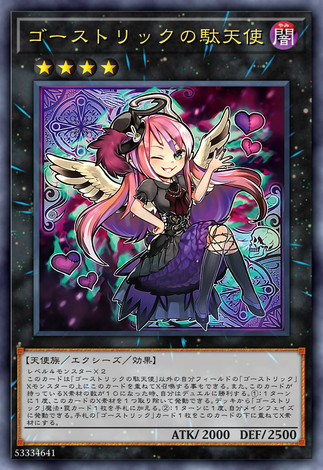 ゴーストリックの駄天使
闇
やみ
【天使族/エクシーズ/効果】
レベル4モンスター×2
このカードは「ゴーストリックの駄天使」以外の自分フィールドの「ゴーストリック」
Xモンスターの上にこのカードを重ねてX召喚する事もできる。また、このカードが
持っているX素材の数が10になった時、自分はデュエルに勝利する。①：1ターン
に1度、このカードのX素材を1つ取り除いて発動できる。デッキから「ゴーストリ
ック」魔法・罠カード1枚を手札に加える。②：1ターンに1度、自分メインフェイズ
に発動できる。手札の「ゴーストリック」カード1枚をこのカードの下に重ねてX素
材とする。
ATK/2000 DEF/2500
53334641